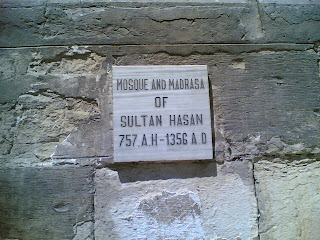 MOSQUE AND MADRASA
OF
SULTAN HASAN
757.A.H-1356 A.D